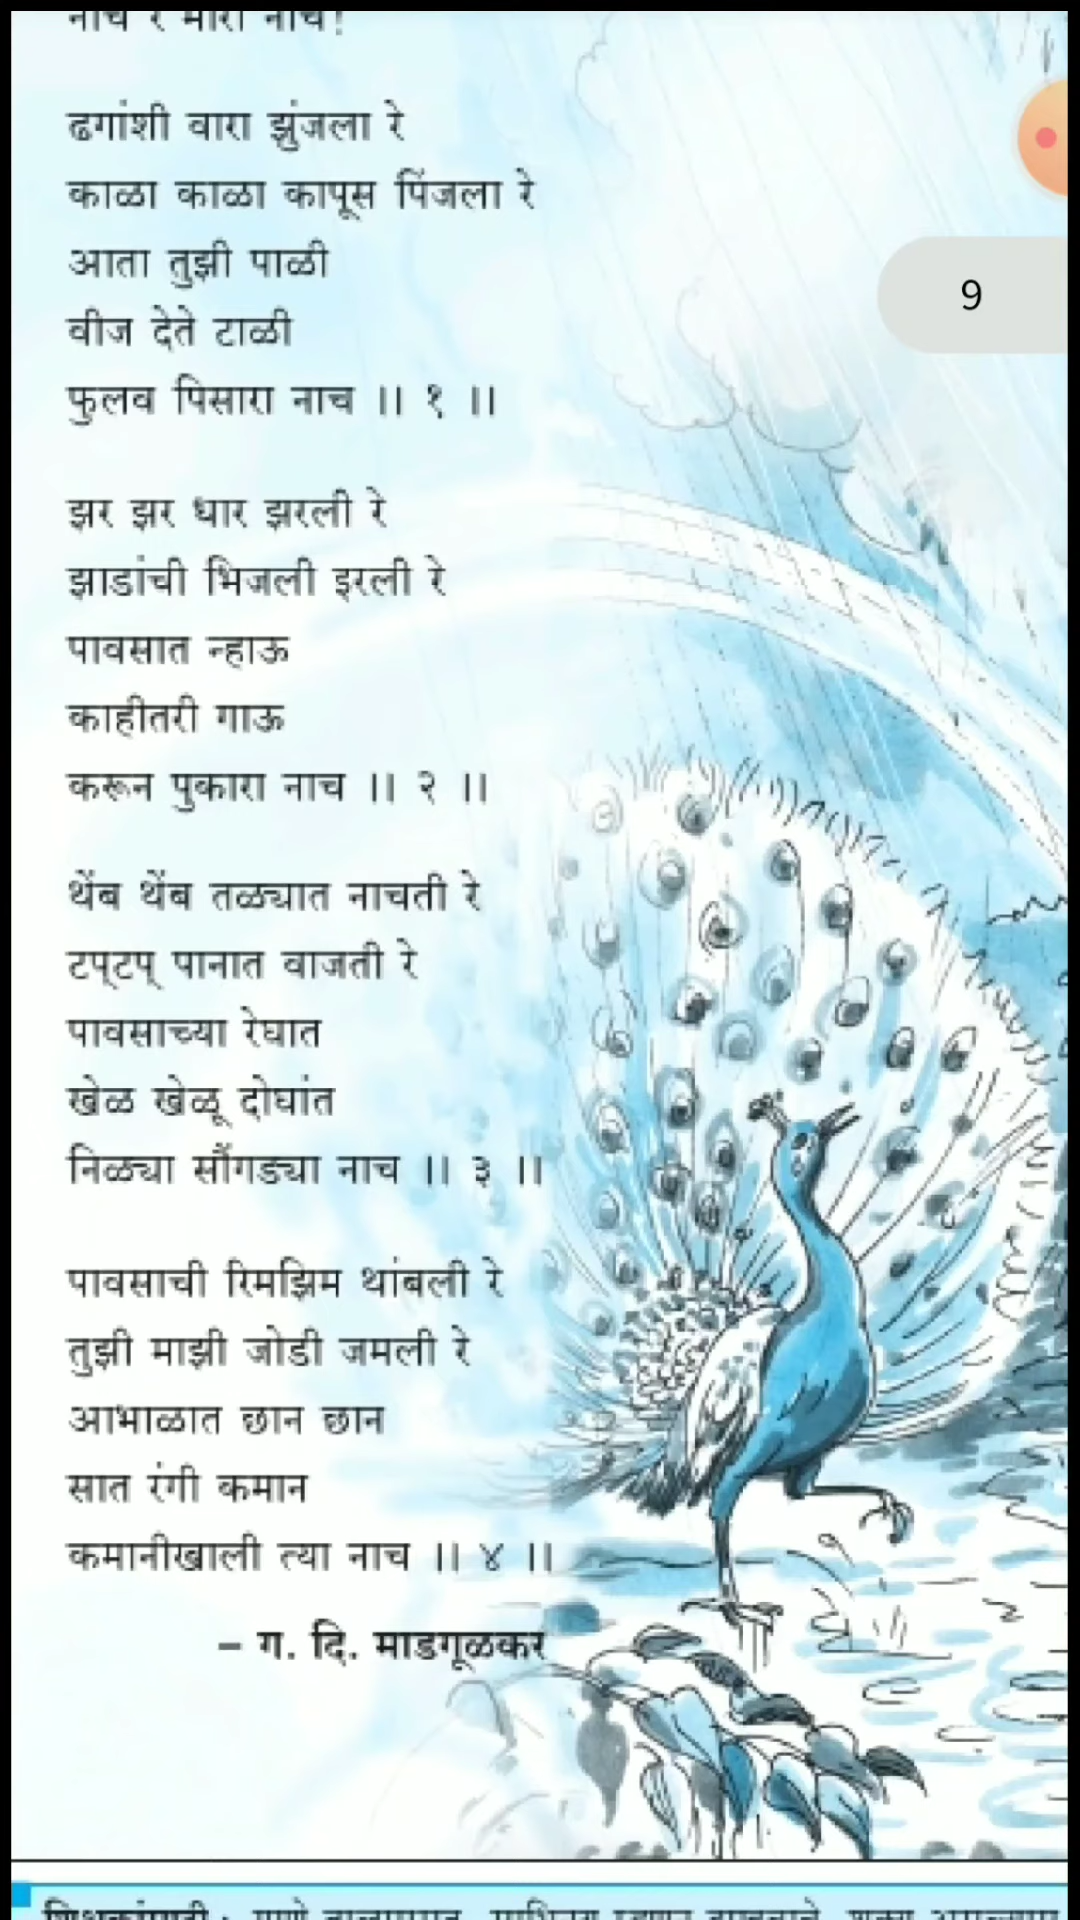 नाच रे मोरा नाच!
ढगांशी वारा झुंजला रे
काळा काळा कापूस पिंजला रे
आता तुझी पाळी
वीज देते टाळी
फुलव पिसारा नाच ।। १ ।।
9
झर झर धार झरली रे
झाडांची भिजली इरली रे
पावसात न्हाऊ
काहीतरी गाऊ
करून पुकारा नाच ।। २ ।।
थेंब थेंब तळ्यात नाचती रे
टप्‌टप्‌ पानात वाजती रे
पावसाच्या रेघात
खेळ खेळू दोघांत
निळ्या सौंगड्या नाच ।। ३ ।।
पावसाची रिमझिम थांबली रे
तुझी माझी जोडी जमली रे
आभाळात छान छान
सात रंगी कमान
कमानीखाली त्या नाच ।। ४ ।।
– ग. दि. माडगूळकर